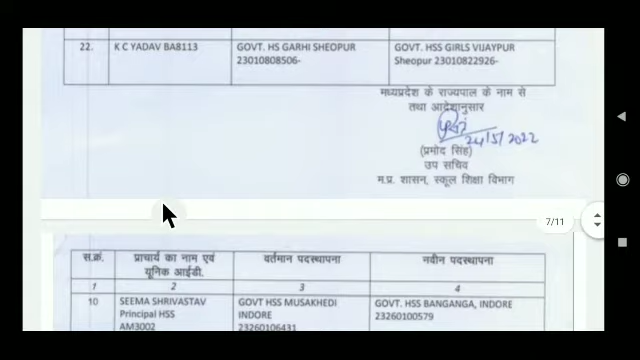 22. K C YADAV BA8113 GOVT. HS GARHI SHEOPUR GOVT. HSS GIRLS VIJAYPUR
23010808506- Sheopur 23010822926-
मध्यप्रदेश के राज्यपाल के नाम से
तथा आदेशानुसार
24/5/2022
(प्रमोद सिंह)
उप सचिव
म.प्र. शासन, स्कूल शिक्षा विभाग
7/11
स.क्रं. प्राचार्य का नाम एवं वर्तमान पदस्थापना नवीन पदस्थापना
यूनिक आईडी.
1 2 3 4
10 SEEMA SHRIVASTAV GOVT HSS MUSAKHEDI GOVT. HSS BANGANGA, INDORE
Principal HSS INDORE 23260100579
AM3002 23260106431